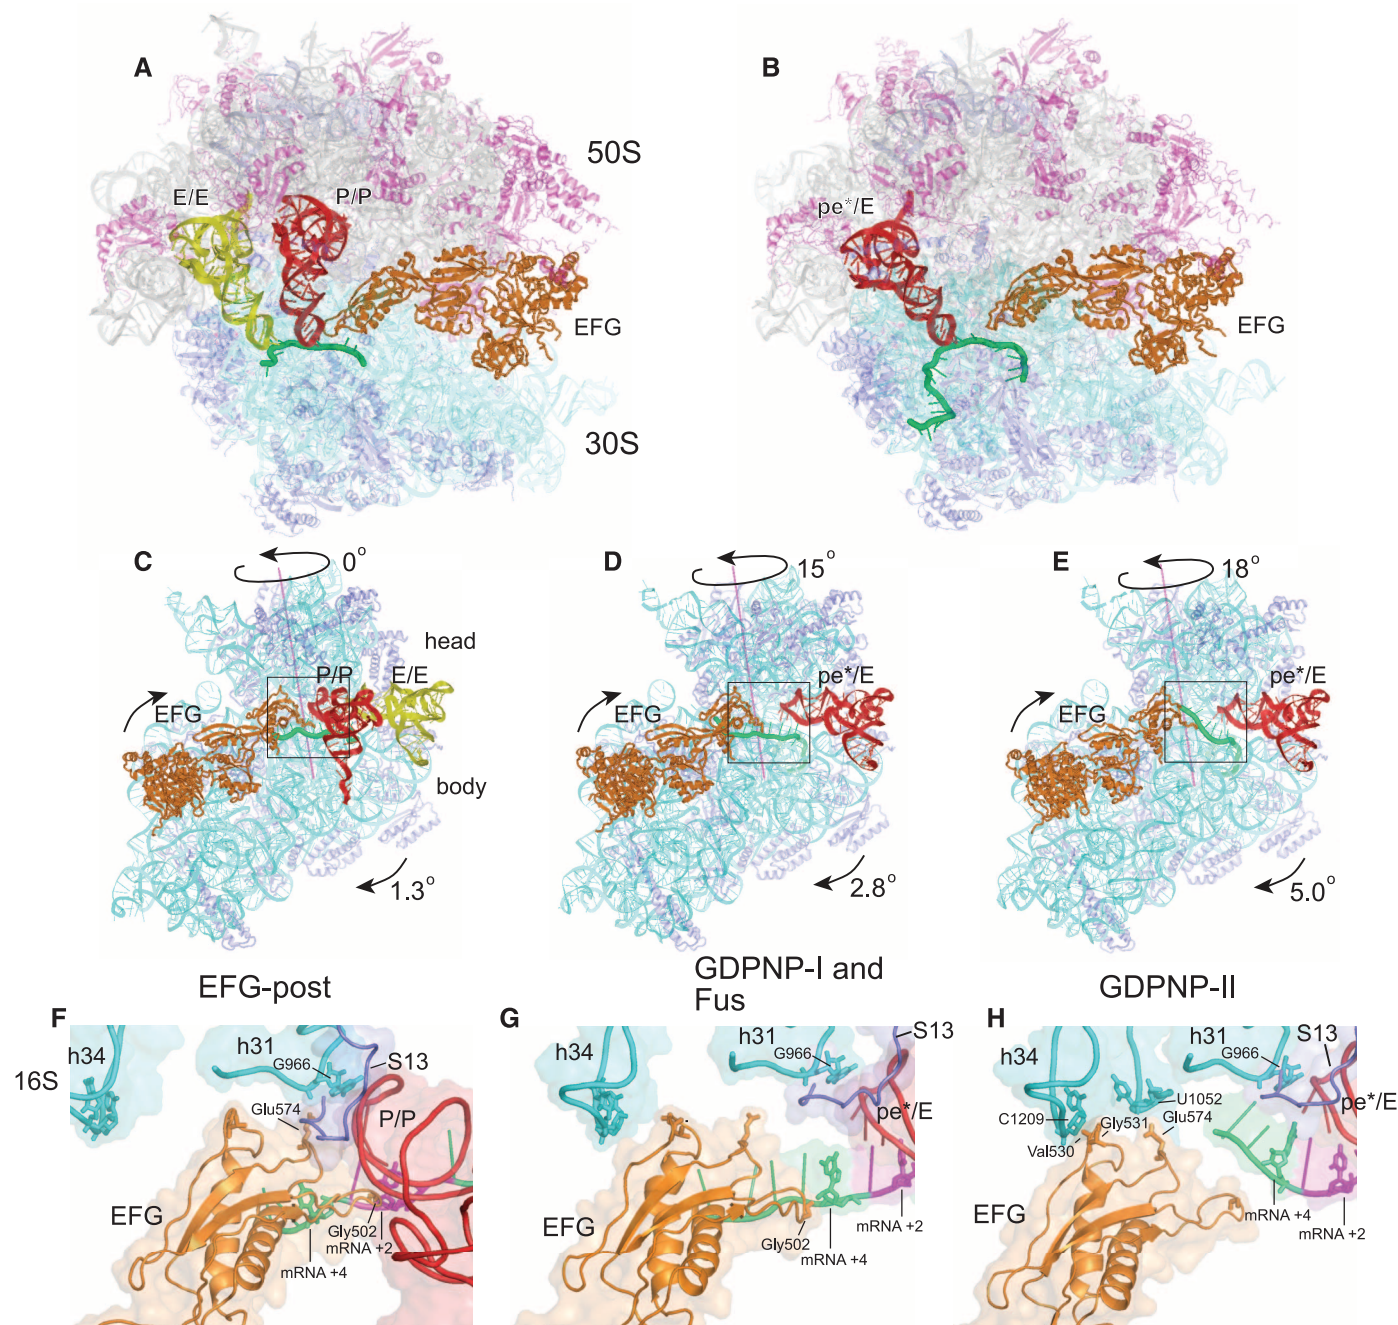 A
B
50S
E/E
P/P
pe*/E
EFG
EFG
30S
C
0°
D
15°
E
18°
head
P/P
E/E
pe*/E
pe*/E
EFG
EFG
EFG
body
1.3°
2.8°
5.0°
EFG-post
GDPNP-I and
Fus
GDPNP-II
F
G
H
16S
h34
h31
G966
S13
Glu574
P/P
EFG
Gly502
mRNA +2
mRNA +4
h34
h31
G966
S13
pe*/E
EFG
Gly502
mRNA +2
mRNA +4
h34
h31
S13
G966
pe*/E
U1052
C1209
Gly531
Glu574
Val530
EFG
mRNA +4
mRNA +2